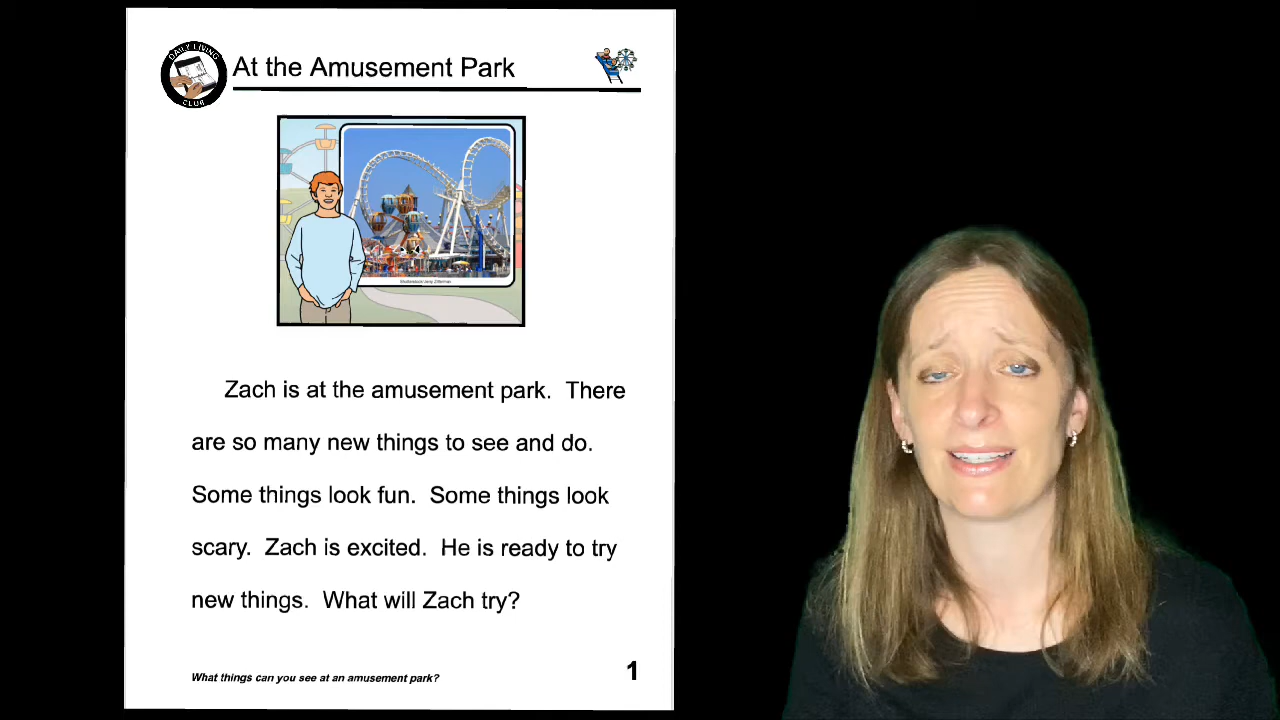 DAILY LIVING
CLUB
At the Amusement Park
Zach is at the amusement park. There
are so many new things to see and do.
Some things look fun. Some things look
scary. Zach is excited. He is ready to try
new things. What will Zach try?
What things can you see at an amusement park?
1